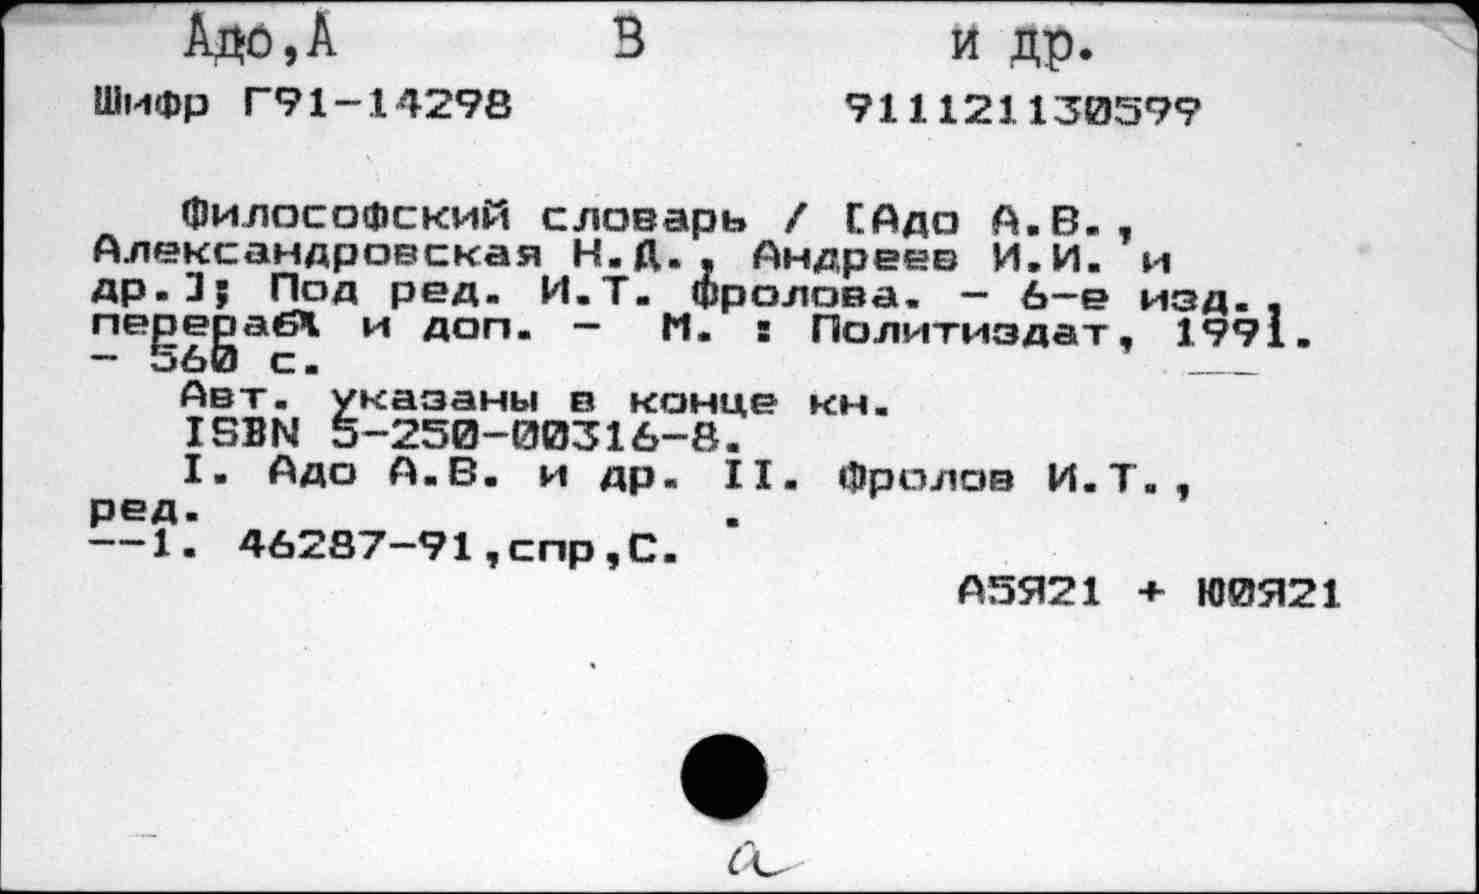 Адо,А В и др.
Шифр Г91-14298 911121130599
Философский словарь / [Адо А.В.,
Александровская Н.Д., Андреев И.И. и
др.]; Под ред. И.Т. Фролова. - 6-е изд.,
перераб. и доп. - М. : Политиздат, 1991.
- 560 с.
Авт. указаны в конце кн.
ISBN 5-250-00316-8.
I. Адо А.В. и др. II. Фролов И.Т.,
ред.
--1. 46287-91,спр,С.
А5Я21 + Ю0Я21
а